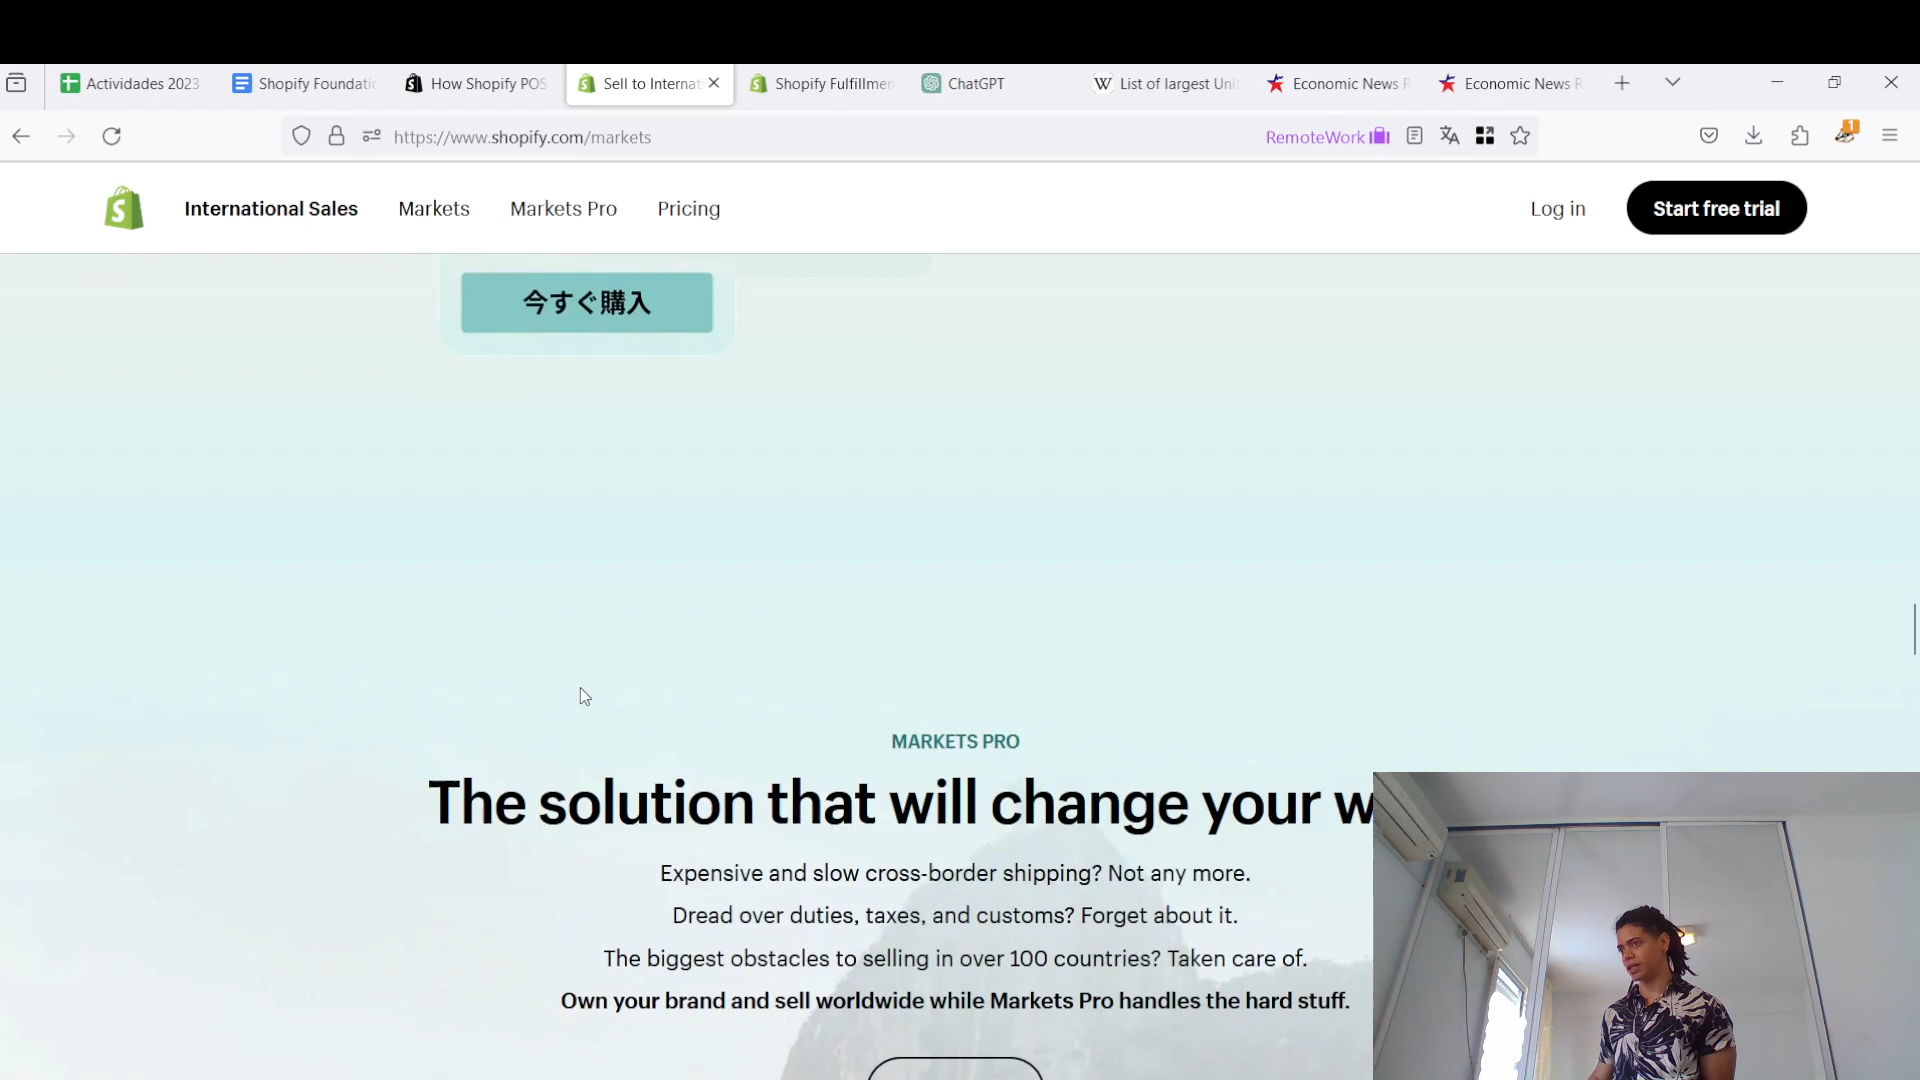 Actividades 2023
Shopify Foundatic
How Shopify POS
Sell to Internat
Shopify Fulfillmen
ChatGPT
List of largest Uni
Economic News R
Economic News R
https://www.shopify.com/markets
RemoteWork
1
International Sales
Markets
Markets Pro
Pricing
Log in
Start free trial
今すぐ購入
MARKETS PRO
The solution that will change your w
Expensive and slow cross-border shipping? Not any more.
Dread over duties, taxes, and customs? Forget about it.
The biggest obstacles to selling in over 100 countries? Taken care of.
Own your brand and sell worldwide while Markets Pro handles the hard stuff.